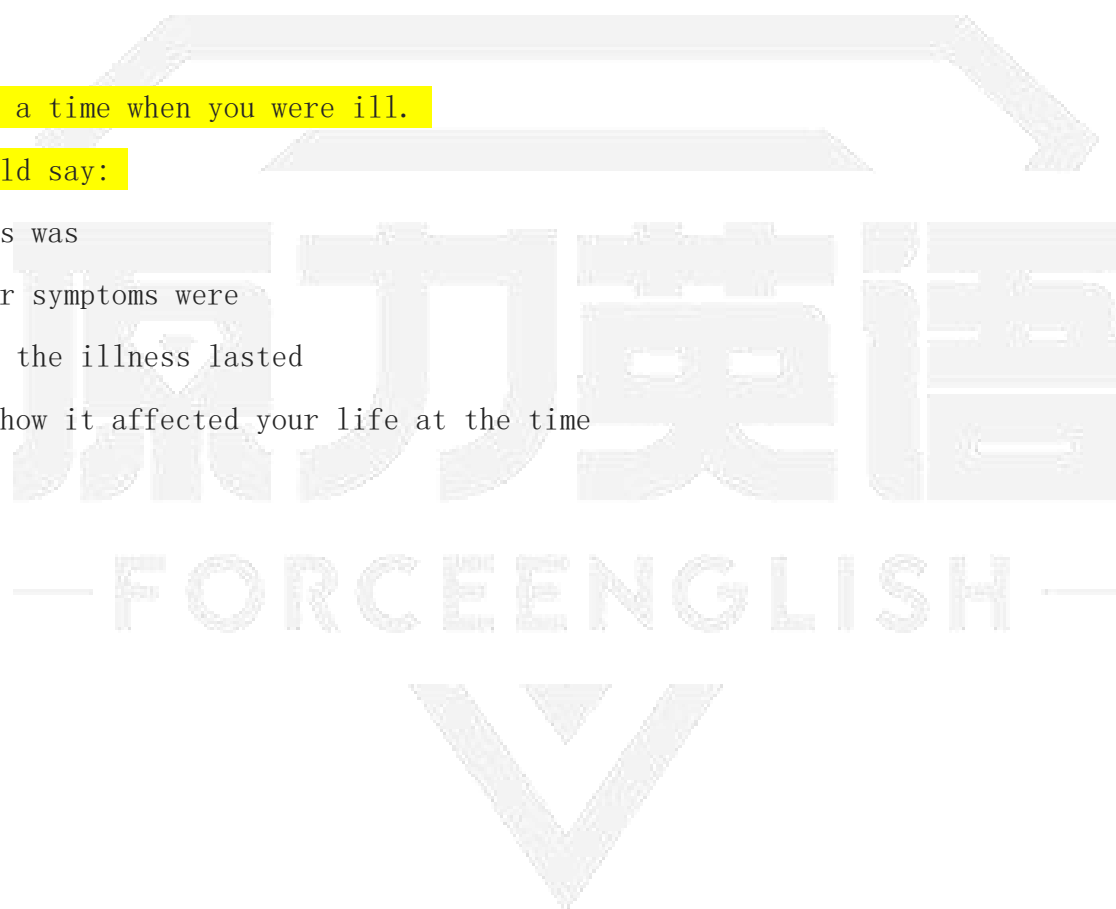 a time when you were ill.
ld say:
s was
r symptoms were
the illness lasted
how it affected your life at the time
原力英语
FORCEENGLISH